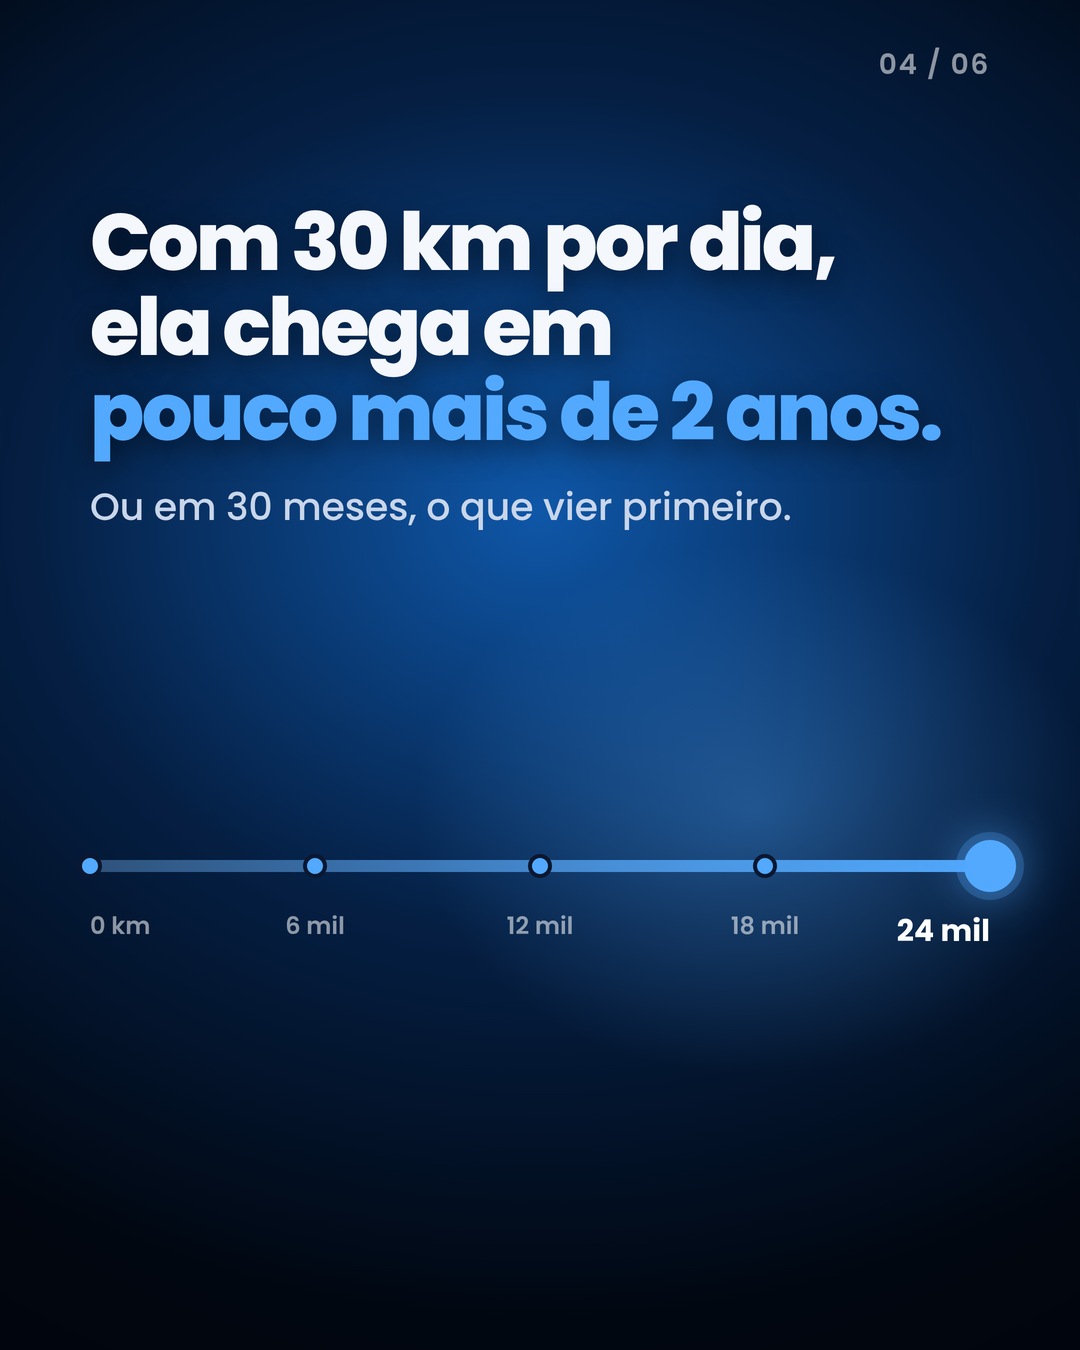 04 / 06
Com 30 km por dia,
ela chega em
pouco mais de 2 anos.
Ou em 30 meses, o que vier primeiro.
0 km
6 mil
12 mil
18 mil
24 mil